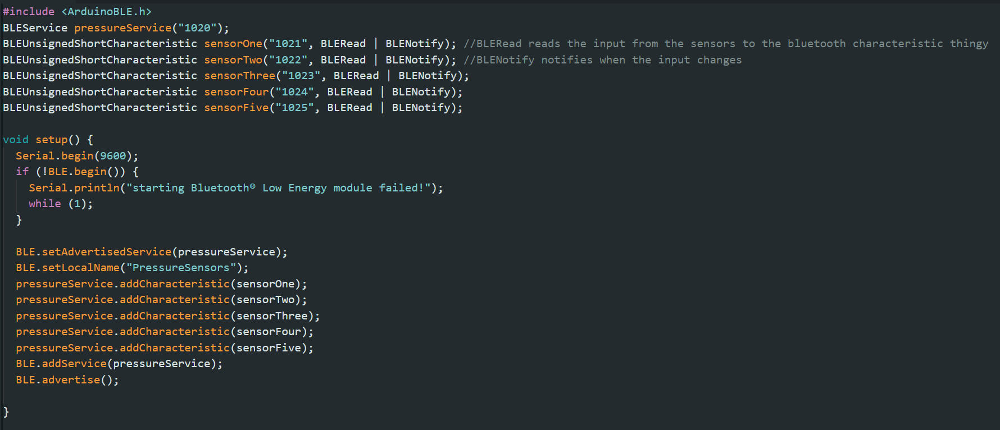 #include <ArduinoBLE.h>
BLEService pressureService("1020");
BLEUnsignedShortCharacteristic sensorOne("1021", BLERead | BLENotify); //BLERead reads the input from the sensors to the bluetooth characteristic thingy
BLEUnsignedShortCharacteristic sensorTwo("1022", BLERead | BLENotify); //BLENotify notifies when the input changes
BLEUnsignedShortCharacteristic sensorThree("1023", BLERead | BLENotify);
BLEUnsignedShortCharacteristic sensorFour("1024", BLERead | BLENotify);
BLEUnsignedShortCharacteristic sensorFive("1025", BLERead | BLENotify);
void setup() {
  Serial.begin(9600);
  if (!BLE.begin()) {
    Serial.println("starting Bluetooth® Low Energy module failed!");
    while (1);
  }
  BLE.setAdvertisedService(pressureService);
  BLE.setLocalName("PressureSensors");
  pressureService.addCharacteristic(sensorOne);
  pressureService.addCharacteristic(sensorTwo);
  pressureService.addCharacteristic(sensorThree);
  pressureService.addCharacteristic(sensorFour);
  pressureService.addCharacteristic(sensorFive);
  BLE.addService(pressureService);
  BLE.advertise();
}